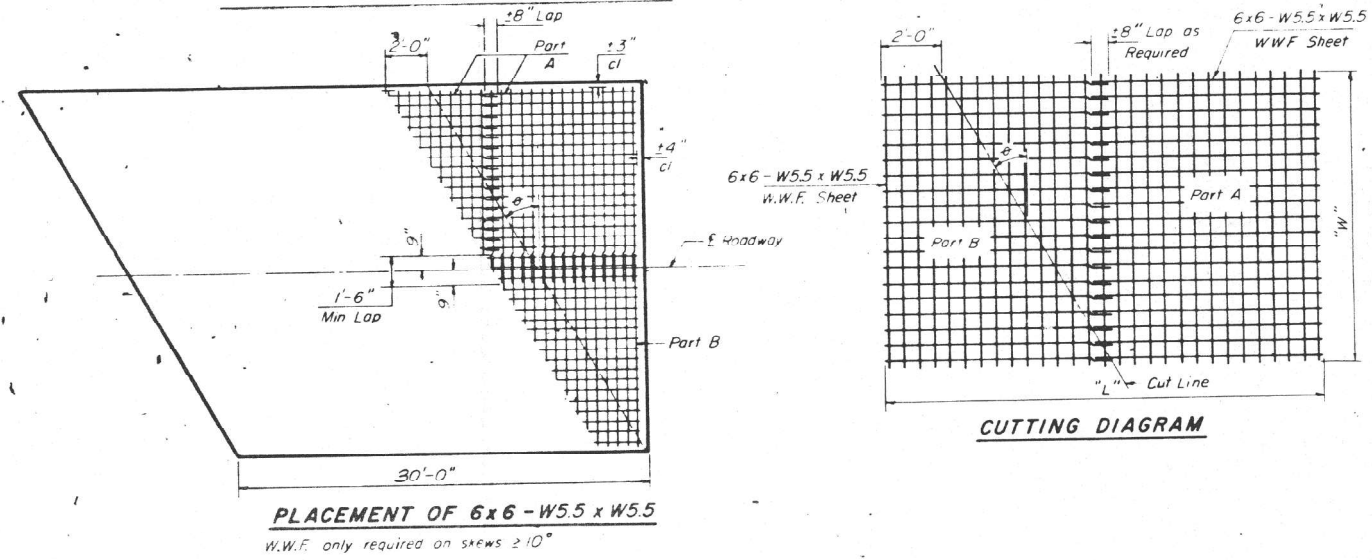 ±8" Lap
2'-0"
Part
A
±3"
cl
±4"
cl
θ
℄ Roadway
9"
1'-6"
Min Lap
9"
Part B
30'-0"
PLACEMENT OF 6x6 - W5.5 x W5.5
W.W.F. only required on skews ≥10°
2'-0"
±8" Lap as
Required
6x6 - W5.5 x W5.5
WWF Sheet
θ
6x6 - W5.5 x W5.5
W.W.F. Sheet
Part A
Part B
"W"
"L"
Cut Line
CUTTING DIAGRAM